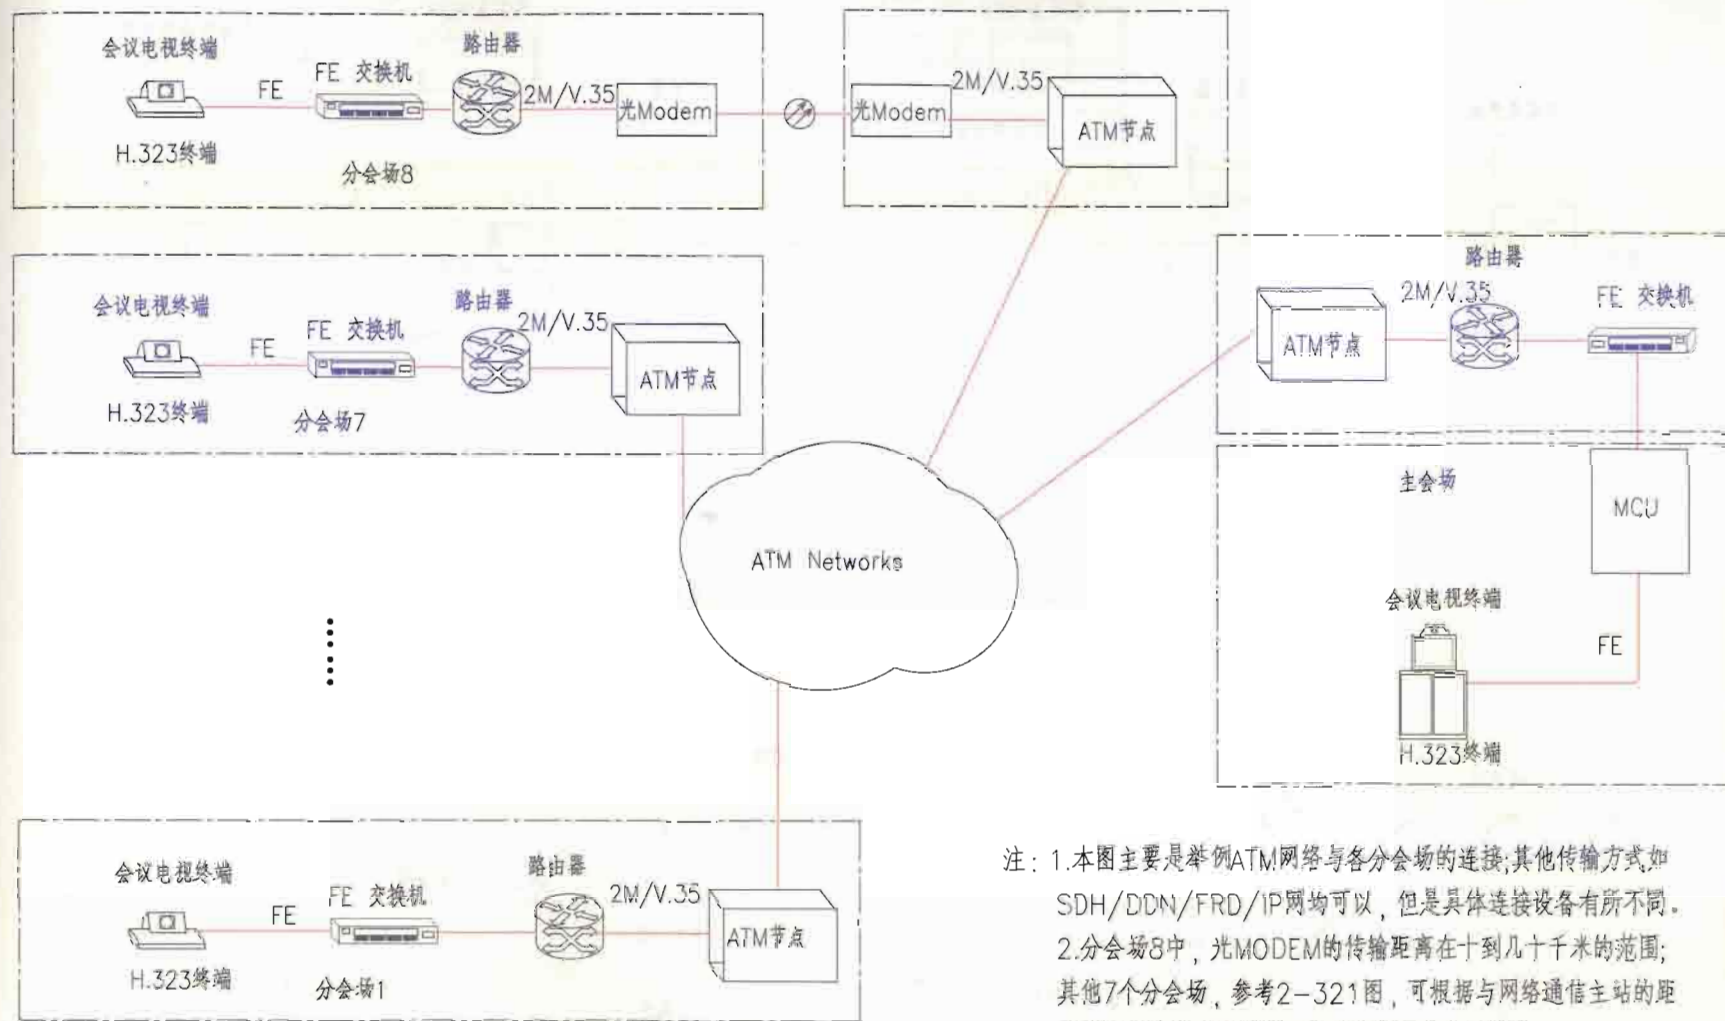 会议电视终端
FE
FE 交换机
路由器
2M/V.35
光Modem
H.323终端
分会场8
光Modem
2M/V.35
ATM节点
会议电视终端
FE
FE 交换机
路由器
2M/V.35
ATM节点
H.323终端
分会场7
路由器
2M/V.35
FE 交换机
ATM节点
主会场
MCU
会议电视终端
FE
H.323终端
ATM Networks
会议电视终端
FE
FE 交换机
路由器
2M/V.35
ATM节点
H.323终端
分会场1
注：1.本图主要是举例ATM网络与各分会场的连接;其他传输方式如
SDH/DDN/FRD/IP网均可以，但是具体连接设备有所不同。
2.分会场8中，光MODEM的传输距离在十到几十千米的范围;
其他7个分会场，参考2-321图，可根据与网络通信主站的距